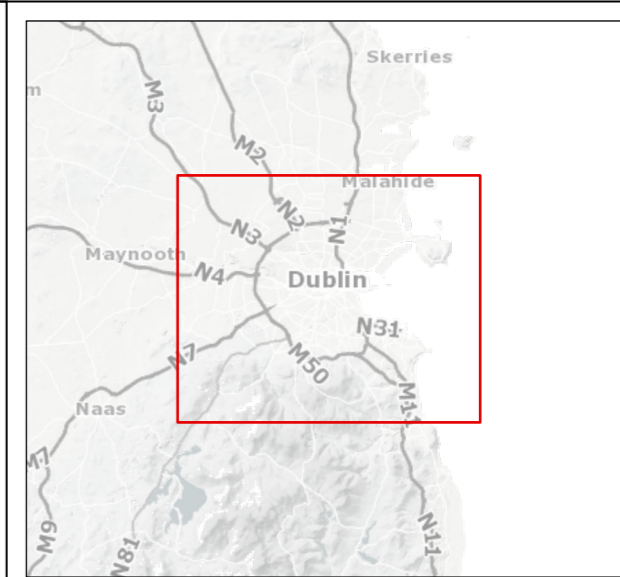 Skerries
m
M3
M2
Malahide
N2
N3
N1
Maynooth
N4
Dublin
N31
N7
M50
M11
Naas
M7
M9
N81
N11